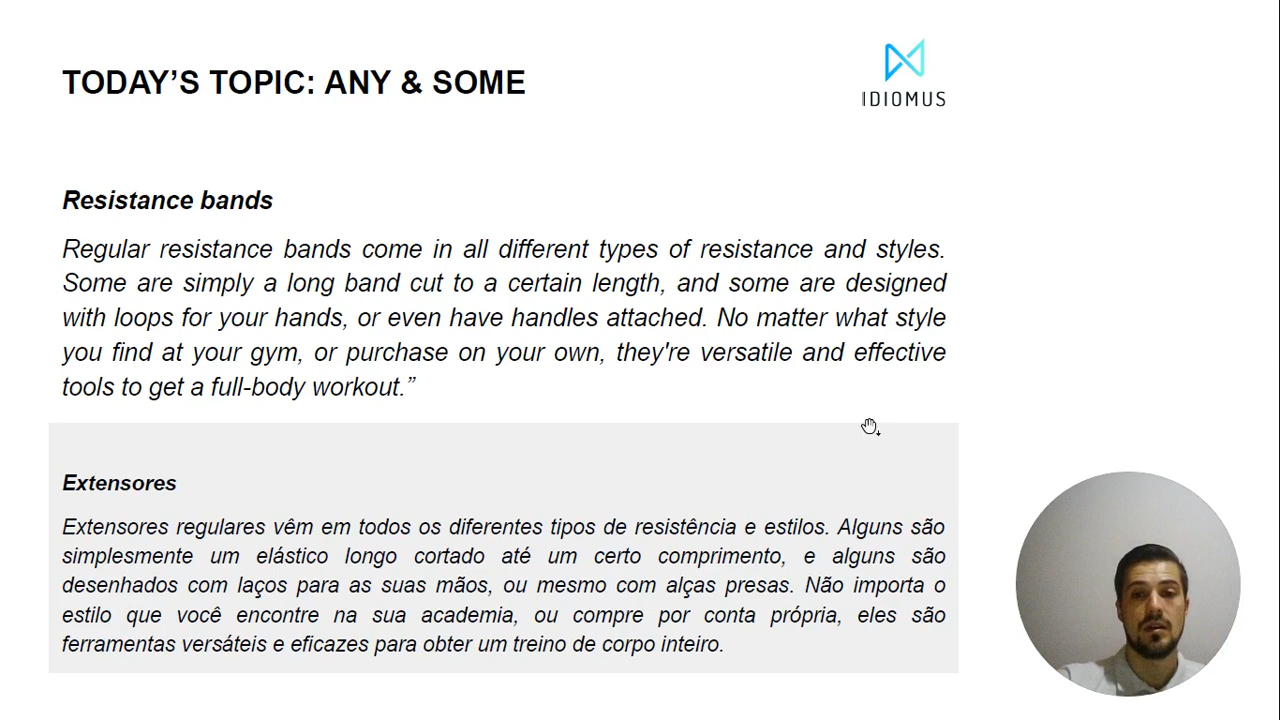 TODAY’S TOPIC: ANY & SOME
IDIOMUS
Resistance bands
Regular resistance bands come in all different types of resistance and styles.
Some are simply a long band cut to a certain length, and some are designed
with loops for your hands, or even have handles attached. No matter what style
you find at your gym, or purchase on your own, they're versatile and effective
tools to get a full-body workout.”
Extensores
Extensores regulares vêm em todos os diferentes tipos de resistência e estilos. Alguns são
simplesmente um elástico longo cortado até um certo comprimento, e alguns são
desenhados com laços para as suas mãos, ou mesmo com alças presas. Não importa o
estilo que você encontre na sua academia, ou compre por conta própria, eles são
ferramentas versáteis e eficazes para obter um treino de corpo inteiro.